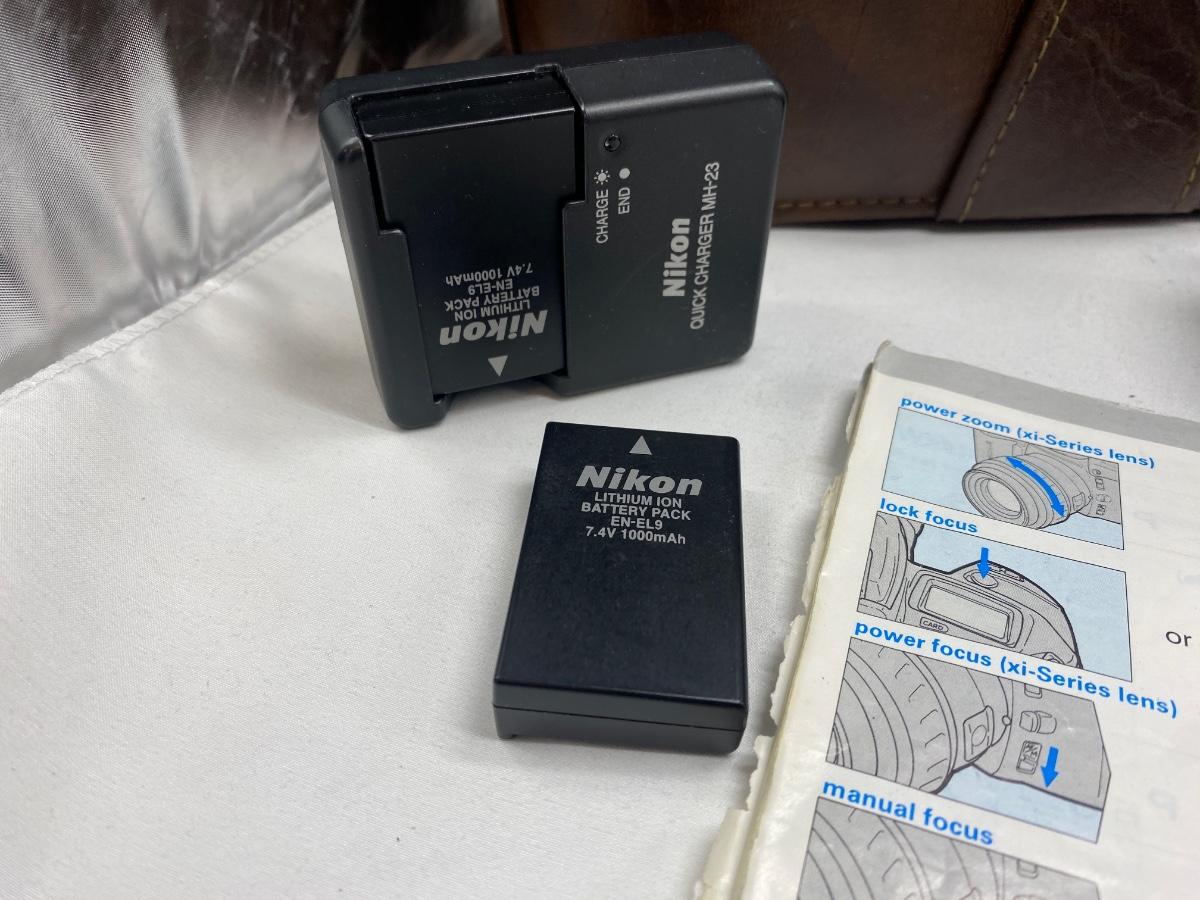 CHARGE
END
Nikon
QUICK CHARGER MH-23
Nikon
LITHIUM ION
BATTERY PACK
EN-EL9
7.4V 1000mAh
Nikon
LITHIUM ION
BATTERY PACK
EN-EL9
7.4V 1000mAh
power zoom (xi-Series lens)
lock focus
CARD
or
power focus (xi-Series lens)
manual focus